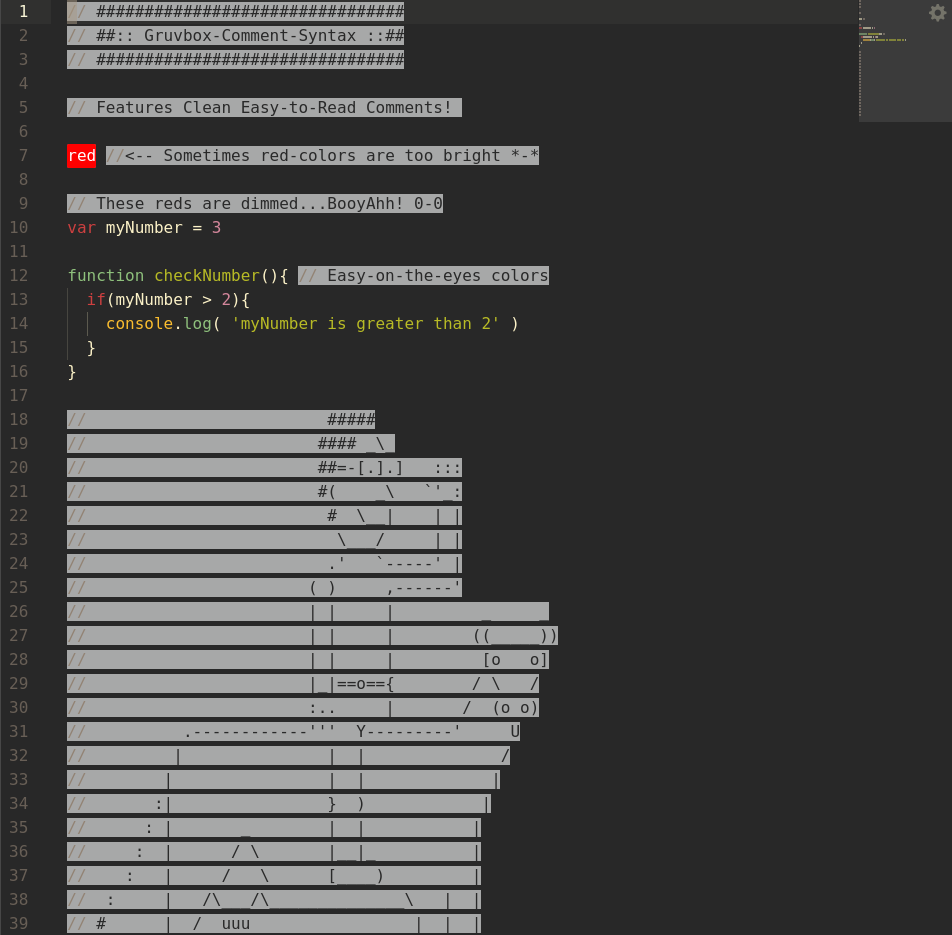 1 // ################################
2 // ##:: Gruvbox-Comment-Syntax ::##
3 // ################################
4
5 // Features Clean Easy-to-Read Comments!
6
7 red //<-- Sometimes red-colors are too bright *-*
8
9 // These reds are dimmed...BooyAhh! 0-0
10 var myNumber = 3
11
12 function checkNumber(){ // Easy-on-the-eyes colors
13   if(myNumber > 2){
14     console.log( 'myNumber is greater than 2' )
15   }
16 }
17
18 //                         #####
19 //                        #### _\_
20 //                        ##=-[.].]   :::
21 //                        #(    _\   `'_:
22 //                         #  \__|    | |
23 //                          \___/     | |
24 //                         .'   `-----' |
25 //                       ( )     ,------'
26 //                       | |     |         _     _
27 //                       | |     |        ((_____))
28 //                       | |     |         [o   o]
29 //                       |_|==o=={        / \   /
30 //                       :..     |       /  (o o)
31 //          .------------'''  Y---------'     U
32 //         |               |  |              /
33 //        |                |  |             |
34 //       :|                }  )            |
35 //      : |       _        |  |           |
36 //     :  |      / \       |__|_          |
37 //    :   |     /   \      [____)         |
38 //  :     |   /\___/\______________\   |  |
39 // #      |  /  uuu                 |  |  |